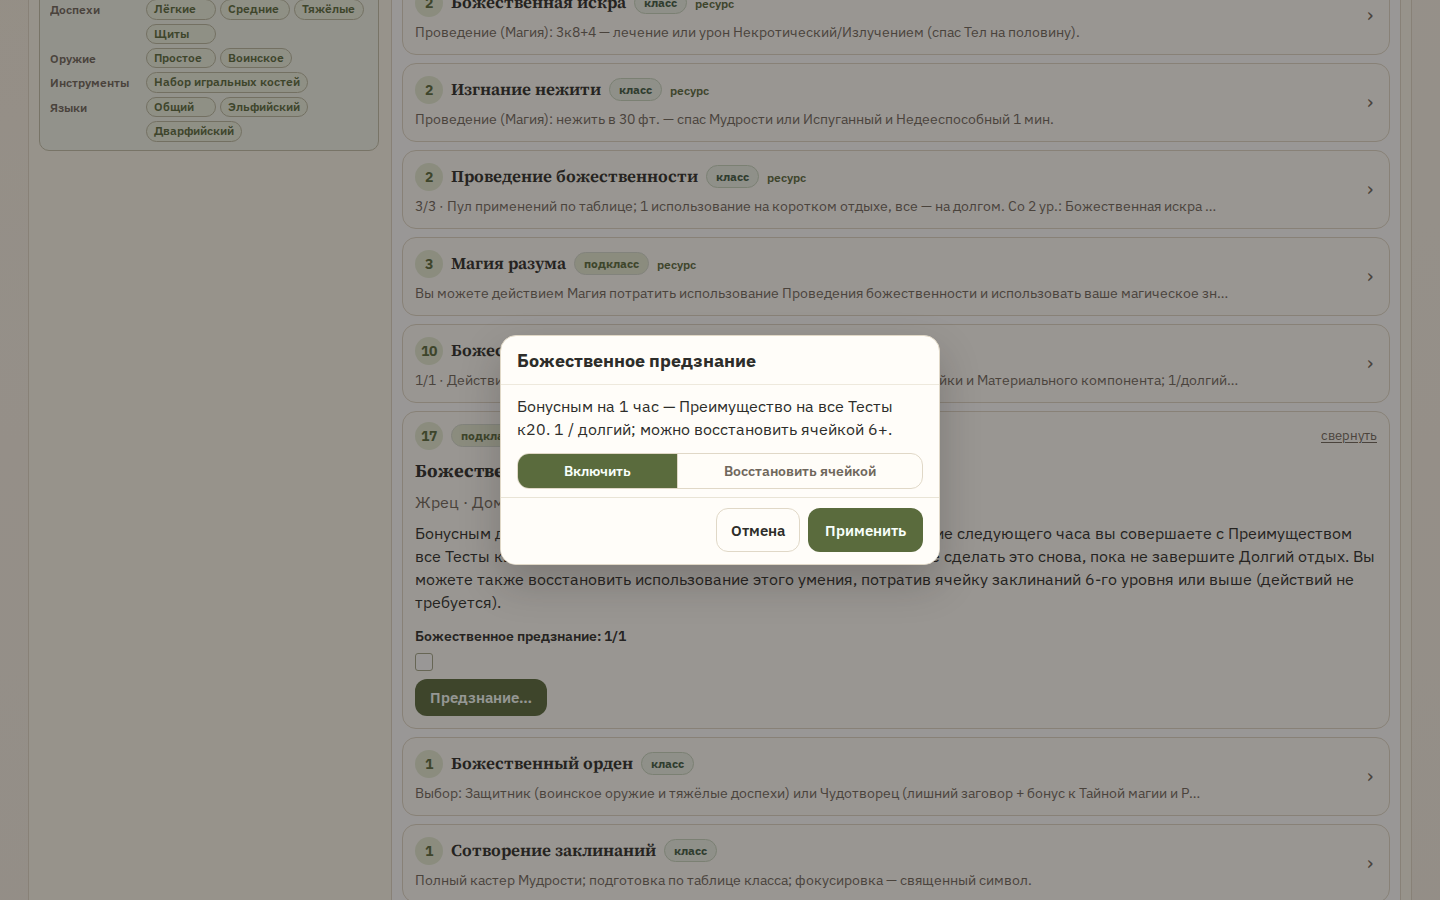 Доспехи
Лёгкие
Средние
Тяжёлые
Щиты
Оружие
Простое
Воинское
Инструменты
Набор игральных костей
Языки
Общий
Эльфийский
Дварфийский
2 Божественная искра класс ресурс
Проведение (Магия): 3к8+4 — лечение или урон Некротический/Излучением (спас Тел на половину).
2 Изгнание нежити класс ресурс
Проведение (Магия): нежить в 30 фт. — спас Мудрости или Испуганный и Недееспособный 1 мин.
2 Проведение божественности класс ресурс
3/3 · Пул применений по таблице; 1 использование на коротком отдыхе, все — на долгом. Со 2 ур.: Божественная искра ...
3 Магия разума подкласс ресурс
Вы можете действием Магия потратить использование Проведения божественности и использовать ваше магическое зн...
10
1/1 · ки и Материального компонента; 1/долгий...
Божественное предзнание
Бонусным на 1 час — Преимущество на все Тесты
к20. 1 / долгий; можно восстановить ячейкой 6+.
Включить
Восстановить ячейкой
Отмена
Применить
17
свернуть
Жрец ·
Бонусным следующего часа вы совершаете с Преимуществом
все Тесты сделать это снова, пока не завершите Долгий отдых. Вы
можете также восстановить использование этого умения, потратив ячейку заклинаний 6-го уровня или выше (действий не
требуется).
Божественное предзнание: 1/1
Предзнание...
1 Божественный орден класс
Выбор: Защитник (воинское оружие и тяжёлые доспехи) или Чудотворец (лишний заговор + бонус к Тайной магии и Р...
1 Сотворение заклинаний класс
Полный кастер Мудрости; подготовка по таблице класса; фокусировка — священный символ.